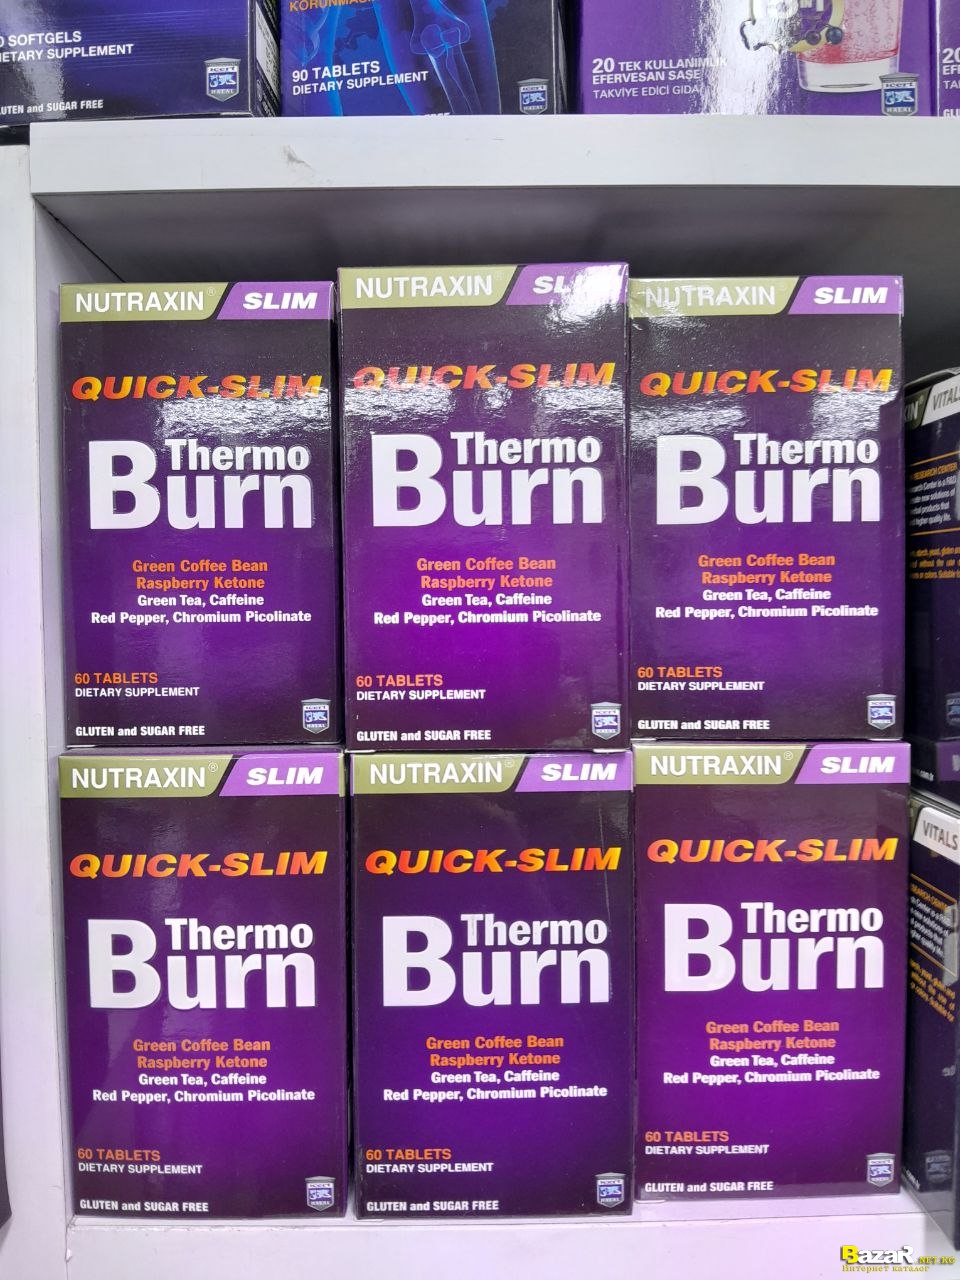 SOFTGELS
DIETARY SUPPLEMENT
GLUTEN and SUGAR FREE
90 TABLETS
DIETARY SUPPLEMENT
20 TEK KULLANIMLIK
EFERVESAN SAŞE
TAKVİYE EDİCİ GIDA
NUTRAXIN® SLIM
QUICK-SLIM
Thermo
Burn
Green Coffee Bean
Raspberry Ketone
Green Tea, Caffeine
Red Pepper, Chromium Picolinate
60 TABLETS
DIETARY SUPPLEMENT
GLUTEN and SUGAR FREE
NUTRAXIN® SLIM
QUICK-SLIM
Thermo
Burn
Green Coffee Bean
Raspberry Ketone
Green Tea, Caffeine
Red Pepper, Chromium Picolinate
60 TABLETS
DIETARY SUPPLEMENT
GLUTEN and SUGAR FREE
NUTRAXIN® SLIM
QUICK-SLIM
Thermo
Burn
Green Coffee Bean
Raspberry Ketone
Green Tea, Caffeine
Red Pepper, Chromium Picolinate
60 TABLETS
DIETARY SUPPLEMENT
GLUTEN and SUGAR FREE
VITALS
NUTRAXIN® SLIM
QUICK-SLIM
Thermo
Burn
Green Coffee Bean
Raspberry Ketone
Green Tea, Caffeine
Red Pepper, Chromium Picolinate
60 TABLETS
DIETARY SUPPLEMENT
GLUTEN and SUGAR FREE
NUTRAXIN® SLIM
QUICK-SLIM
Thermo
Burn
Green Coffee Bean
Raspberry Ketone
Green Tea, Caffeine
Red Pepper, Chromium Picolinate
60 TABLETS
DIETARY SUPPLEMENT
GLUTEN and SUGAR FREE
NUTRAXIN® SLIM
QUICK-SLIM
Thermo
Burn
Green Coffee Bean
Raspberry Ketone
Green Tea, Caffeine
Red Pepper, Chromium Picolinate
60 TABLETS
DIETARY SUPPLEMENT
GLUTEN and SUGAR FREE
VITALS
BazaR.NET.KG
Интернет каталог